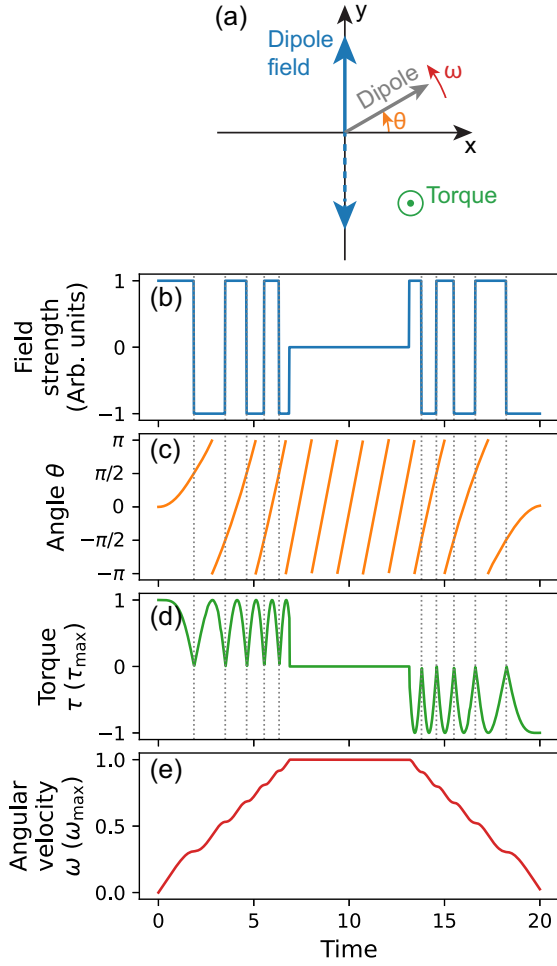 (a)
y
Dipole
field
ω
Dipole
θ
x
Torque
(b)
Field
strength
(Arb. units)
1
0
−1
(c)
Angle θ
π
π/2
0
−π/2
−π
(d)
Torque
τ (τmax)
1
0
−1
(e)
Angular
velocity
ω (ωmax)
1.0
0.5
0.0
0 5 10 15 20
Time